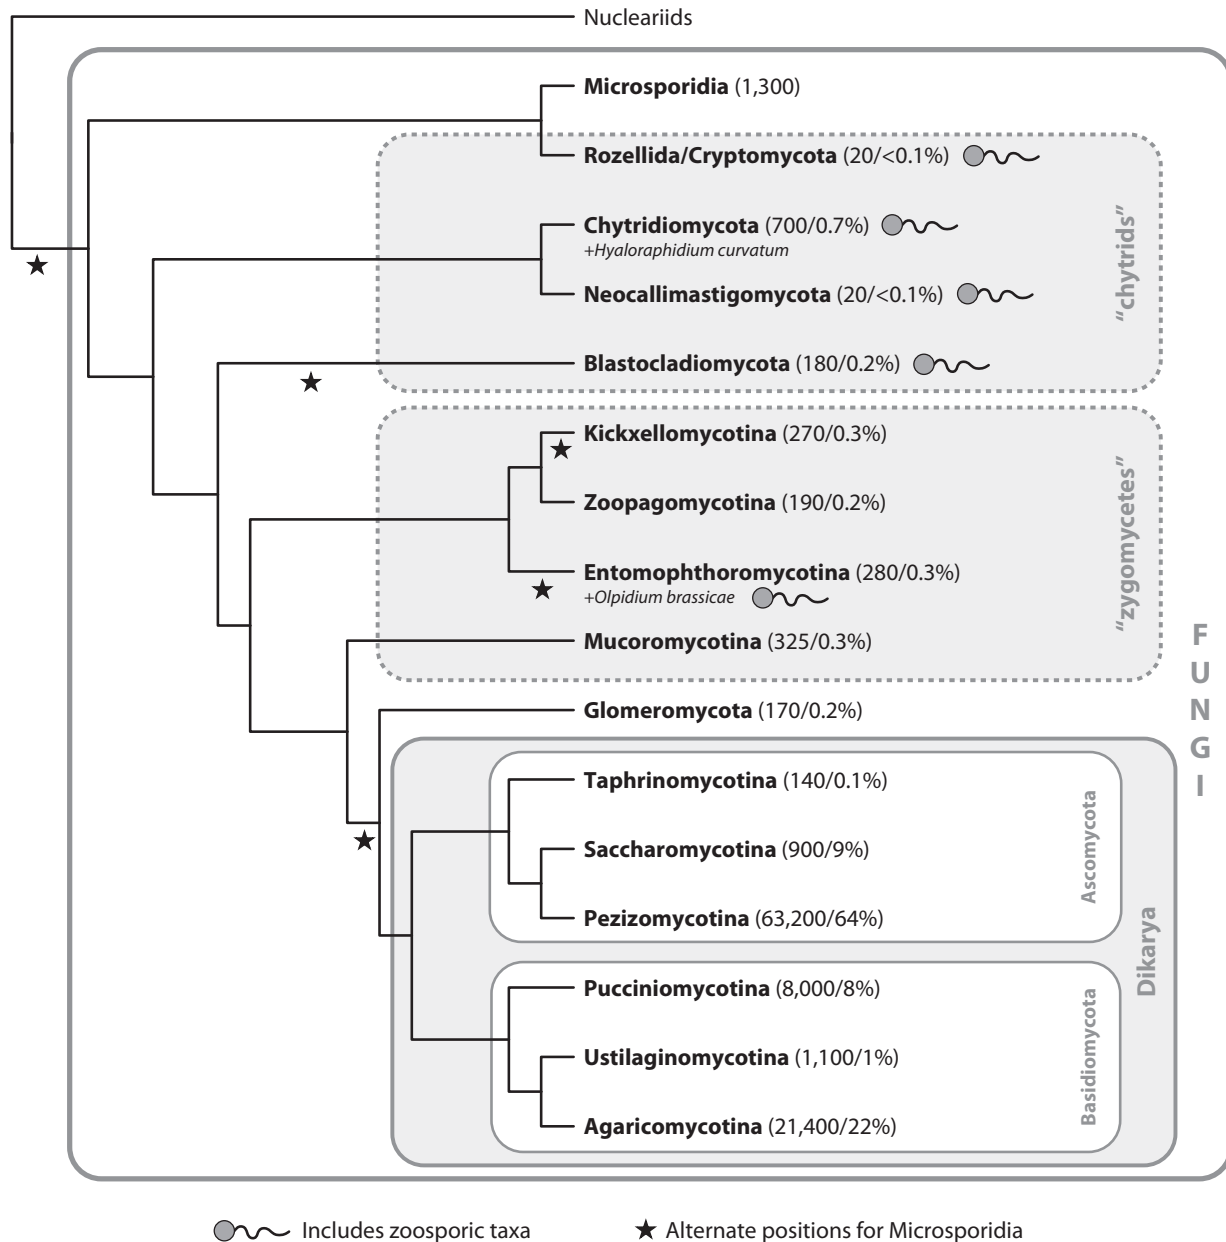 Nucleariids
Microsporidia (1,300)
Rozellida/Cryptomycota (20/<0.1%)
Chytridiomycota (700/0.7%)
+Hyaloraphidium curvatum
Neocallimastigomycota (20/<0.1%)
Blastocladiomycota (180/0.2%)
"chytrids"
Kickxellomycotina (270/0.3%)
Zoopagomycotina (190/0.2%)
Entomophthoromycotina (280/0.3%)
+Olpidium brassicae
Mucoromycotina (325/0.3%)
"zygomycetes"
Glomeromycota (170/0.2%)
Taphrinomycotina (140/0.1%)
Saccharomycotina (900/9%)
Pezizomycotina (63,200/64%)
Ascomycota
Pucciniomycotina (8,000/8%)
Ustilaginomycotina (1,100/1%)
Agaricomycotina (21,400/22%)
Basidiomycota
Dikarya
FUNGI
Includes zoosporic taxa
Alternate positions for Microsporidia